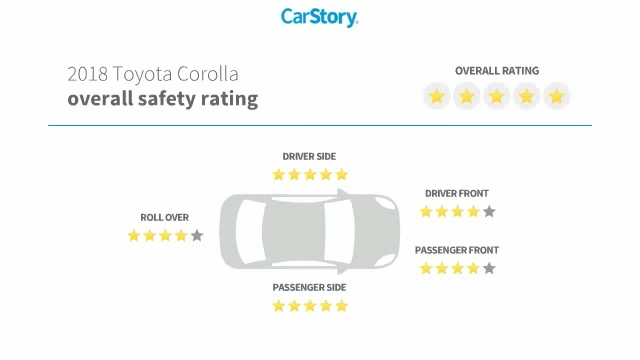 CarStory.
2018 Toyota Corolla
overall safety rating
OVERALL RATING
DRIVER SIDE
DRIVER FRONT
ROLL OVER
PASSENGER FRONT
PASSENGER SIDE